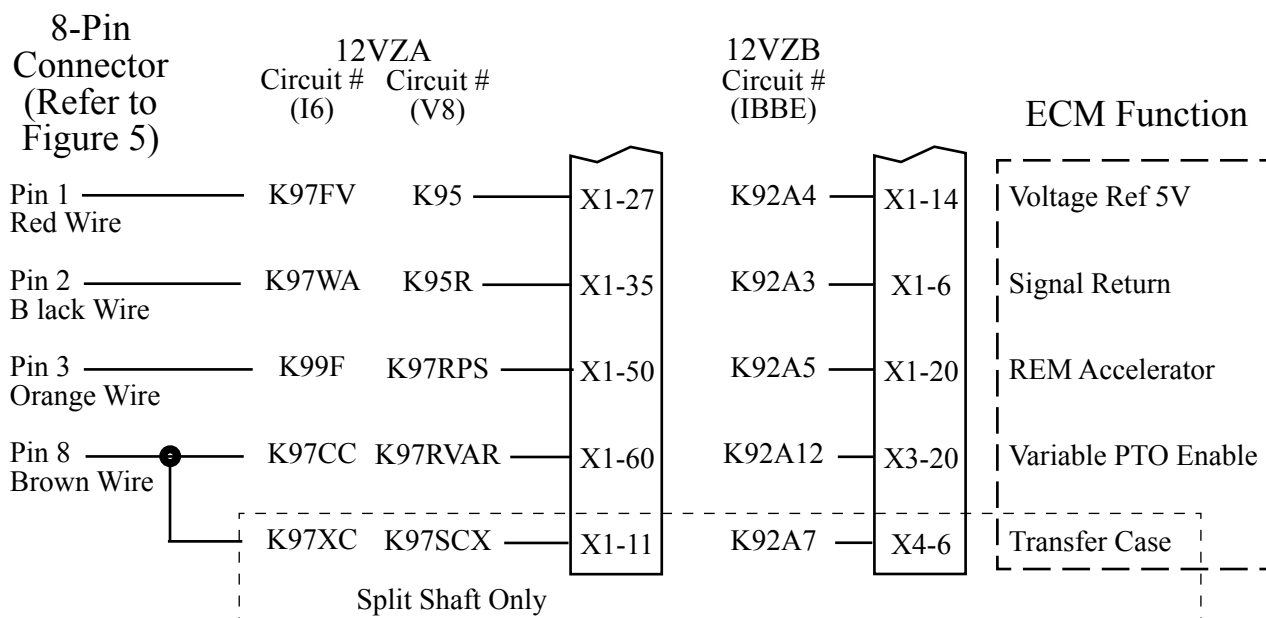 8-Pin
Connector
(Refer to
Figure 5)
12VZA
Circuit # Circuit #
(I6) (V8)
12VZB
Circuit #
(IBBE)
ECM Function
Pin 1 K97FV K95 X1-27 K92A4 X1-14 Voltage Ref 5V
Red Wire
Pin 2 K97WA K95R X1-35 K92A3 X1-6 Signal Return
B lack Wire
Pin 3 K99F K97RPS X1-50 K92A5 X1-20 REM Accelerator
Orange Wire
Pin 8 K97CC K97RVAR X1-60 K92A12 X3-20 Variable PTO Enable
Brown Wire
K97XC K97SCX X1-11 K92A7 X4-6 Transfer Case
Split Shaft Only